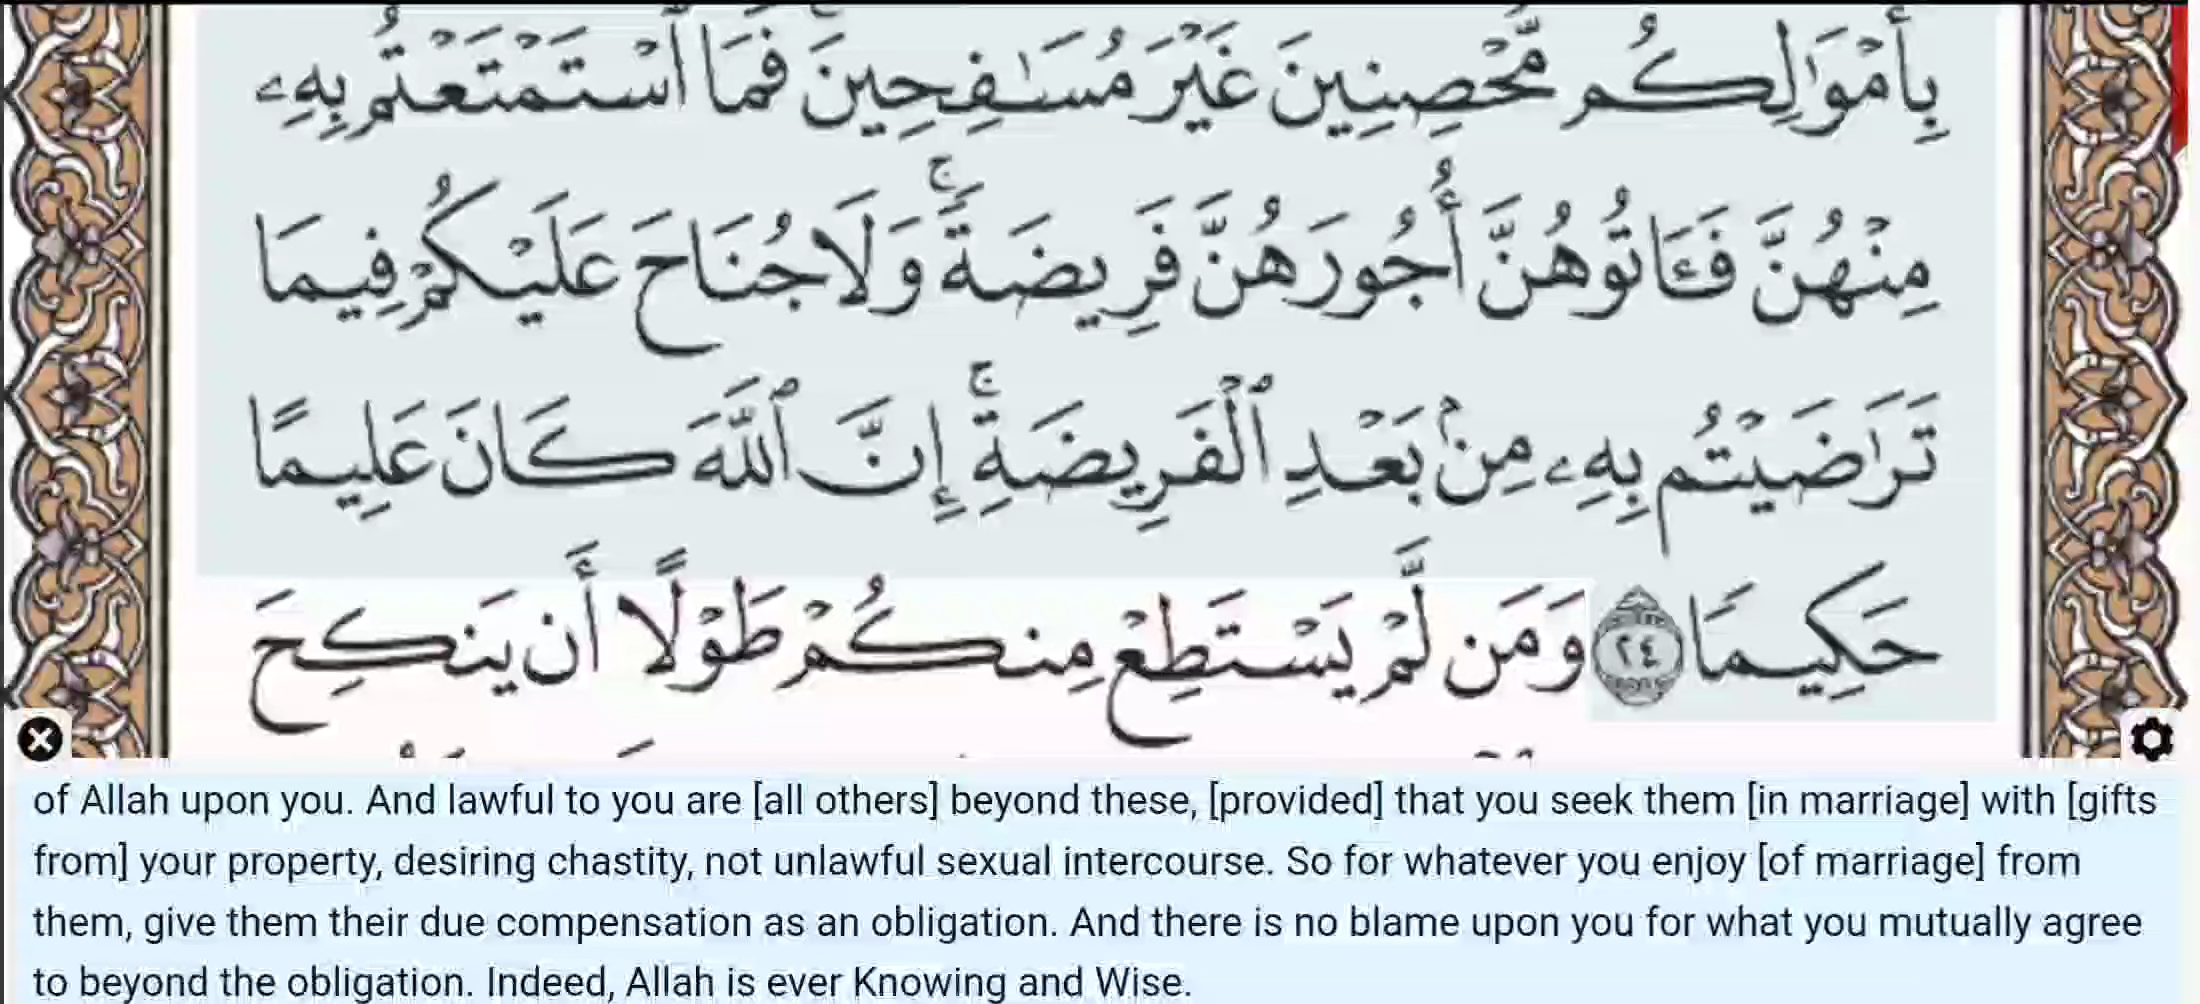 بِأَمْوَٰلِكُم مُّحْصِنِينَ غَيْرَ مُسَـٰفِحِينَ ۚ فَمَا ٱسْتَمْتَعْتُم بِهِۦ
مِنْهُنَّ فَـَٔاتُوهُنَّ أُجُورَهُنَّ فَرِيضَةً ۚ وَلَا جُنَاحَ عَلَيْكُمْ فِيمَا
تَرَٰضَيْتُم بِهِۦ مِنۢ بَعْدِ ٱلْفَرِيضَةِ ۚ إِنَّ ٱللَّهَ كَانَ عَلِيمًا
حَكِيمًا ٢٤ وَمَن لَّمْ يَسْتَطِعْ مِنكُمْ طَوْلًا أَن يَنكِحَ
of Allah upon you. And lawful to you are [all others] beyond these, [provided] that you seek them [in marriage] with [gifts
from] your property, desiring chastity, not unlawful sexual intercourse. So for whatever you enjoy [of marriage] from
them, give them their due compensation as an obligation. And there is no blame upon you for what you mutually agree
to beyond the obligation. Indeed, Allah is ever Knowing and Wise.